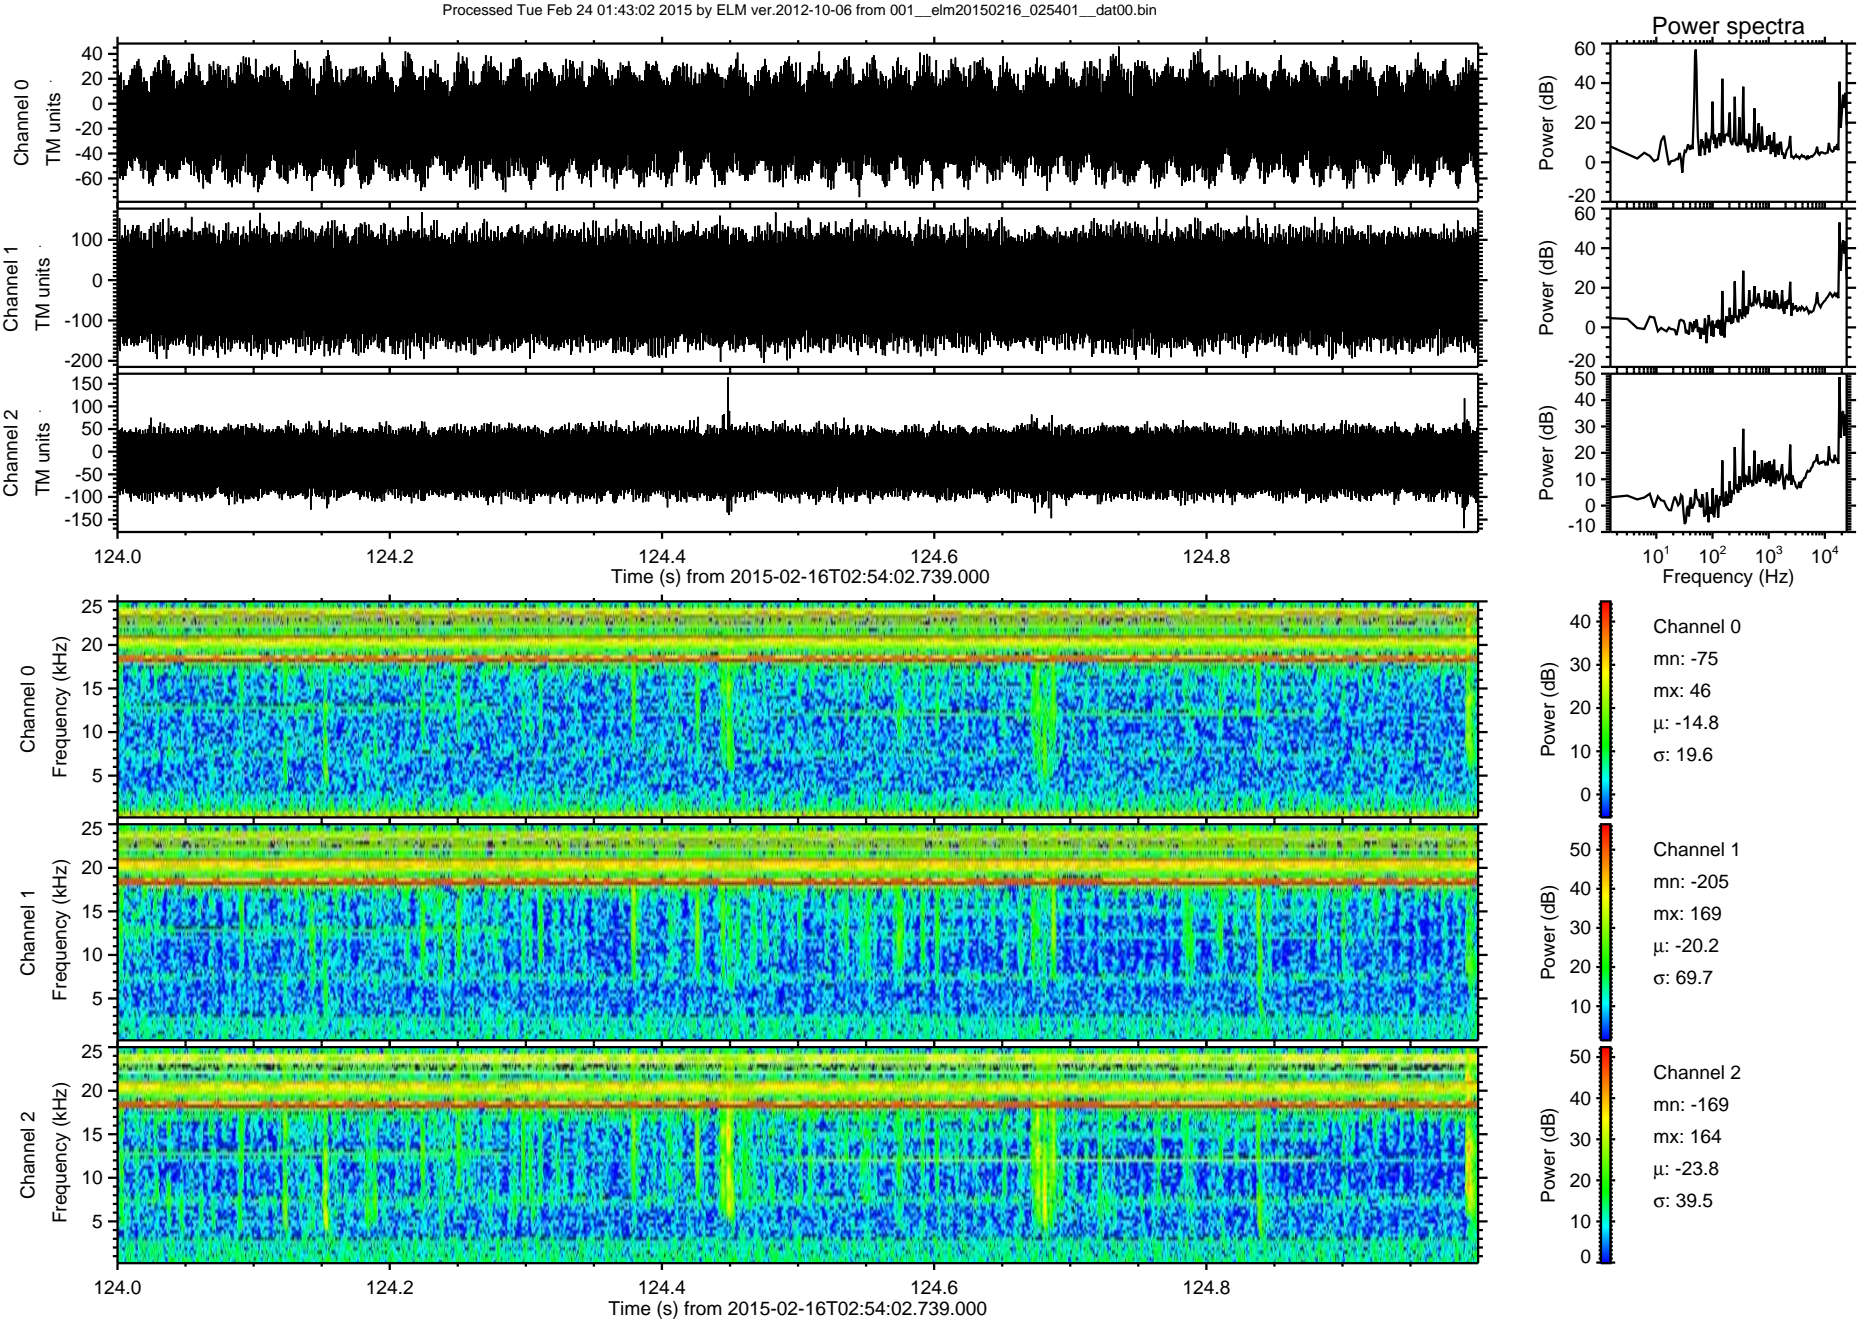 Processed Tue Feb 24 01:43:02 2015 by ELM ver.2012-10-06 from 001__elm20150216_025401__dat00.bin
Power spectra
Channel 0
TM units
40
20
0
-20
-40
-60
Power (dB)
60
40
20
0
-20
Channel 1
TM units
100
0
-100
-200
Power (dB)
60
40
20
0
-20
Channel 2
TM units
150
100
50
0
-50
-100
-150
Power (dB)
50
40
30
20
10
0
-10
124.0 124.2 124.4 124.6 124.8
Time (s) from 2015-02-16T02:54:02.739.000
10^1 10^2 10^3 10^4
Frequency (Hz)
Channel 0
Frequency (kHz)
25
20
15
10
5
Power (dB)
40
30
20
10
0
Channel 0
mn: -75
mx: 46
μ: -14.8
σ: 19.6
Channel 1
Frequency (kHz)
25
20
15
10
5
Power (dB)
50
40
30
20
10
Channel 1
mn: -205
mx: 169
μ: -20.2
σ: 69.7
Channel 2
Frequency (kHz)
25
20
15
10
5
Power (dB)
50
40
30
20
10
0
Channel 2
mn: -169
mx: 164
μ: -23.8
σ: 39.5
124.0 124.2 124.4 124.6 124.8
Time (s) from 2015-02-16T02:54:02.739.000